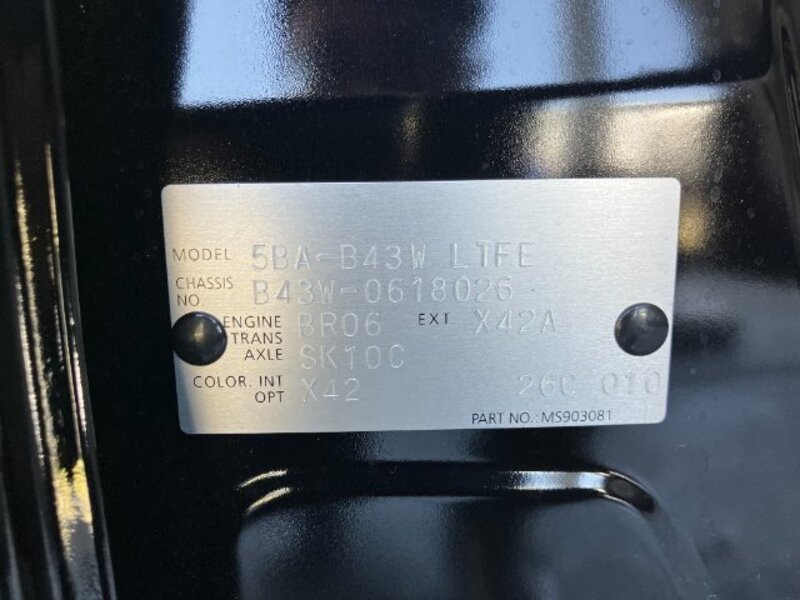 MODEL 5BA-B43W LTFE
CHASSIS NO B43W-0618026
ENGINE BR06 EXT X42A
TRANS AXLE SK10C
COLOR. INT X42 26C 010
OPT
PART NO.: MS903081